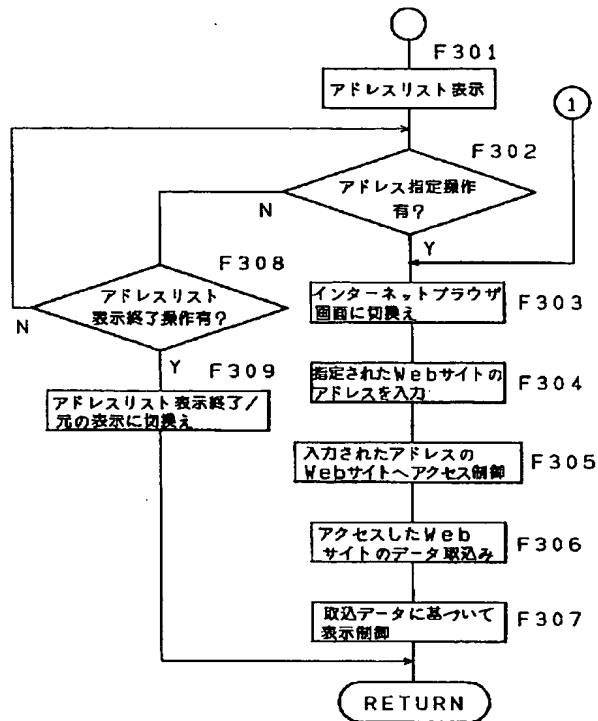 F301
アドレスリスト表示
1
F302
アドレス指定操作
有?
N
Y
F308
アドレスリスト
表示終了操作有?
N
Y
F303
インターネットブラウザ
画面に切換え
F309
アドレスリスト表示終了/
元の表示に切換え
F304
指定されたWebサイトの
アドレスを入力
F305
入力されたアドレスの
Webサイトへアクセス制御
F306
アクセスしたWeb
サイトのデータ取込み
F307
取込データに基づいて
表示制御
RETURN